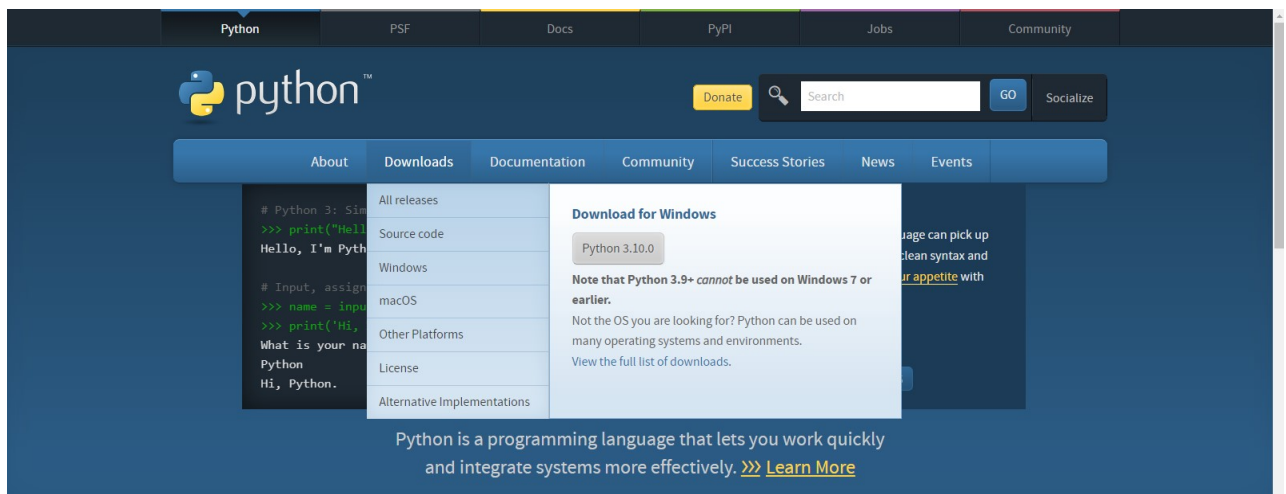 Python PSF Docs PyPI Jobs Community
python™
Donate Search GO Socialize
About Downloads Documentation Community Success Stories News Events
# Python 3: Sim
>>> print("Hell
Hello, I'm Pyth
# Input, assign
>>> name = inpu
>>> print('Hi,
What is your na
Python
Hi, Python.
All releases
Source code
Windows
macOS
Other Platforms
License
Alternative Implementations
Download for Windows
Python 3.10.0
Note that Python 3.9+ cannot be used on Windows 7 or
earlier.
Not the OS you are looking for? Python can be used on
many operating systems and environments.
View the full list of downloads.
uage can pick up
clean syntax and
ur appetite with
Python is a programming language that lets you work quickly
and integrate systems more effectively. >>> Learn More